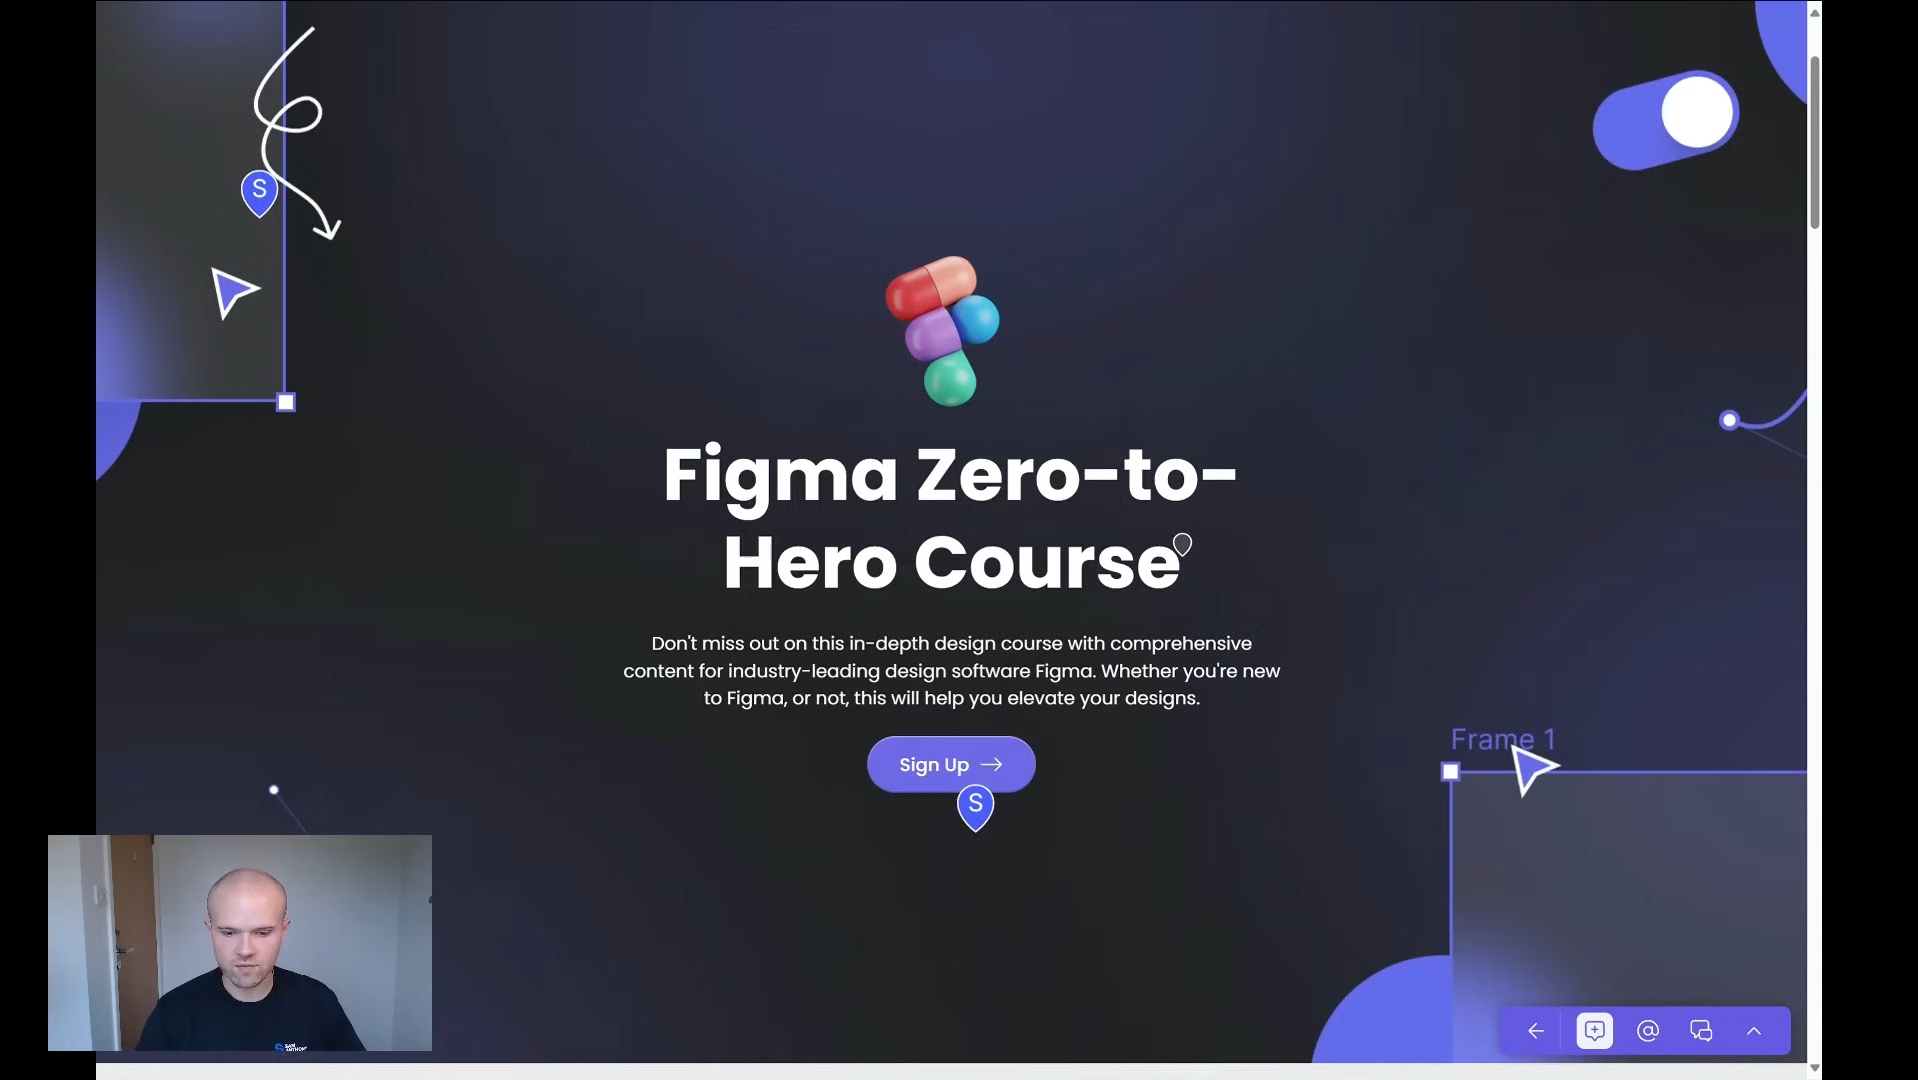 S
Figma Zero-to-
Hero Course
Don't miss out on this in-depth design course with comprehensive
content for industry-leading design software Figma. Whether you're new
to Figma, or not, this will help you elevate your designs.
Sign Up
S
Frame 1